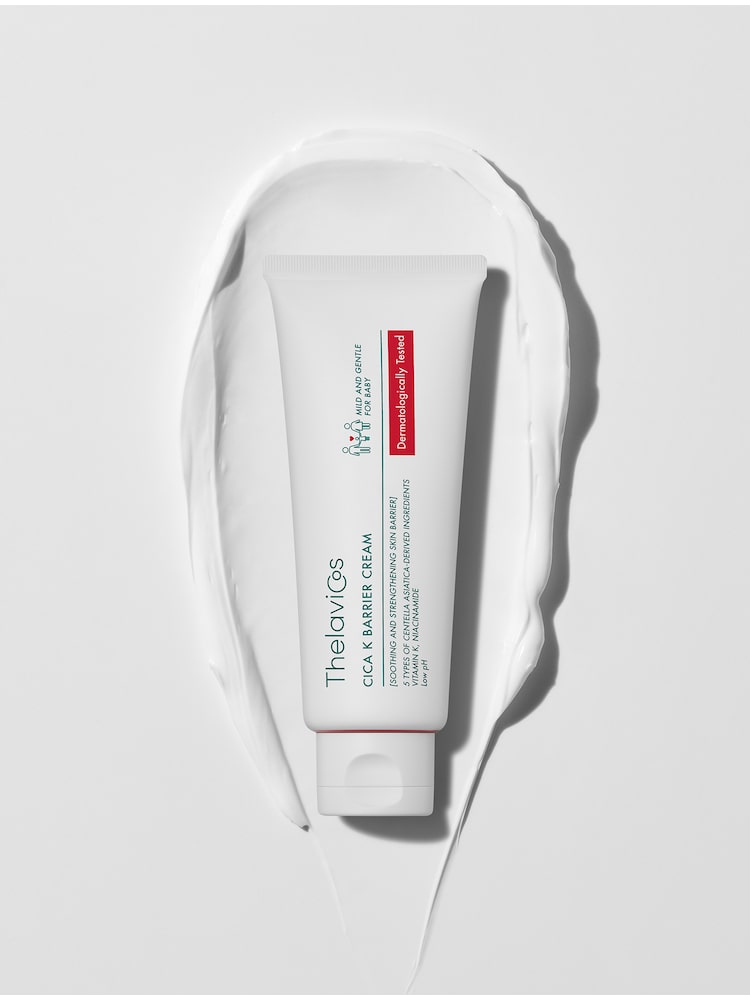 Thelavicos
CICA K BARRIER CREAM
[SOOTHING AND STRENGTHENING SKIN BARRIER]
5 TYPES OF CENTELLA ASIATICA-DERIVED INGREDIENTS
VITAMIN K, NIACINAMIDE
Low pH
MILD AND GENTLE
FOR BABY
Dermatologically Tested